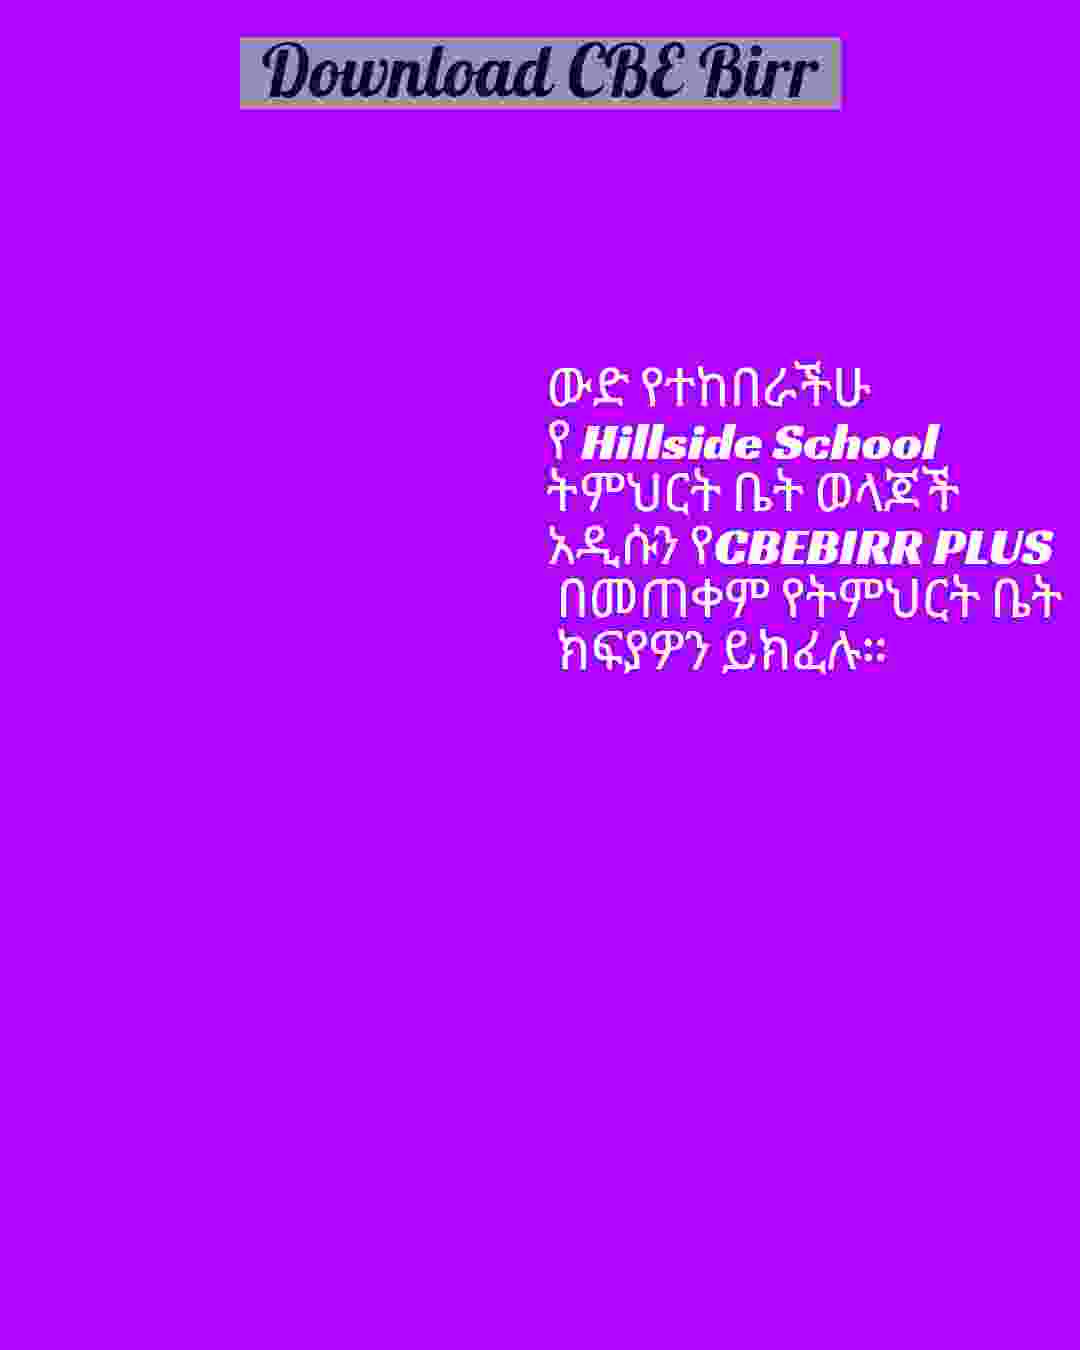 Download CBE Birr
ውድ የተከበራችሁ
የ Hillside School
ትምህርት ቤት ወላጆች
አዲሱን የCBEBIRR PLUS
በመጠቀም የትምህርት ቤት
ክፍያዎን ይክፈሉ።